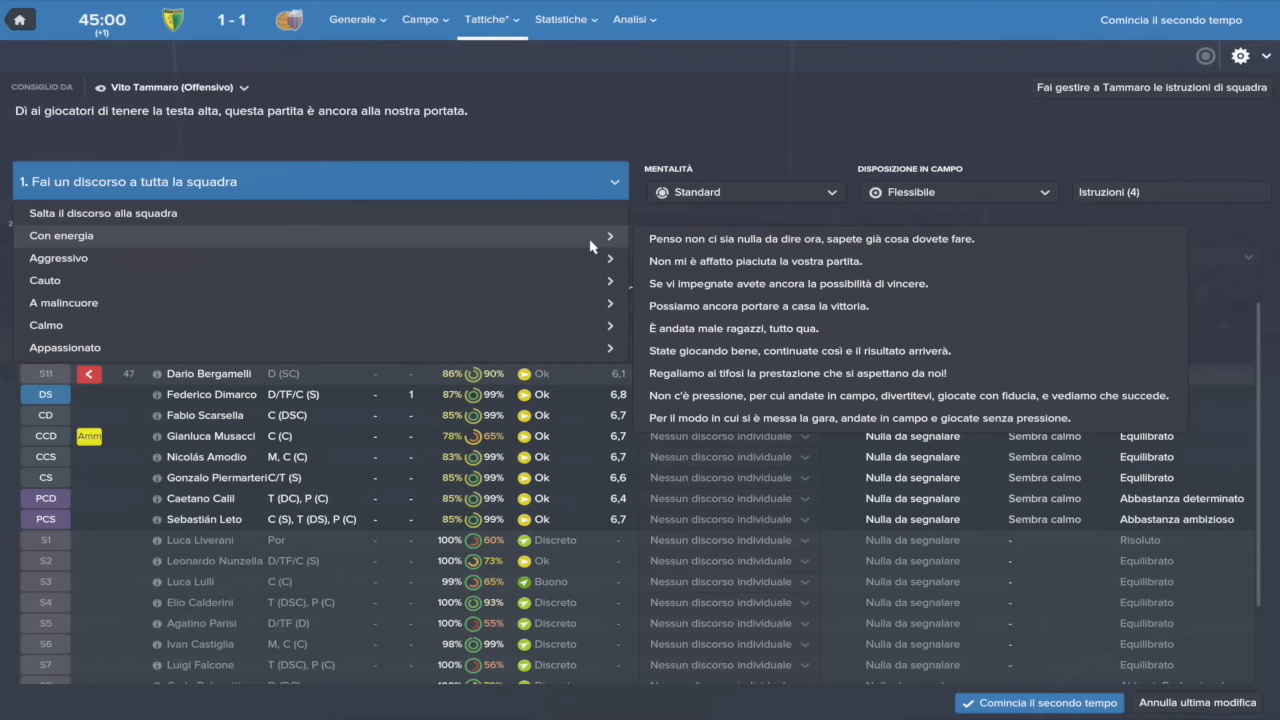 45:00
(+1)
1 - 1
Generale
Campo
Tattiche*
Statistiche
Analisi
Comincia il secondo tempo
CONSIGLIO DA
Vito Tammaro (Offensivo)
Fai gestire a Tammaro le istruzioni di squadra
Dì ai giocatori di tenere la testa alta, questa partita è ancora alla nostra portata.
1. Fai un discorso a tutta la squadra
MENTALITÀ
Standard
DISPOSIZIONE IN CAMPO
Flessibile
Istruzioni (4)
Salta il discorso alla squadra
Con energia
Aggressivo
Cauto
A malincuore
Calmo
Appassionato
Penso non ci sia nulla da dire ora, sapete già cosa dovete fare.
Non mi è affatto piaciuta la vostra partita.
Se vi impegnate avete ancora la possibilità di vincere.
Possiamo ancora portare a casa la vittoria.
È andata male ragazzi, tutto qua.
State giocando bene, continuate così e il risultato arriverà.
Regaliamo ai tifosi la prestazione che si aspettano da noi!
Non c'è pressione, per cui andate in campo, divertitevi, giocate con fiducia, e vediamo che succede.
Per il modo in cui si è messa la gara, andate in campo e giocate senza pressione.
S11 47 Dario Bergamelli D (SC) - - 86% 90% Ok 6,1
DS Federico Dimarco D/TF/C (S) - 1 87% 99% Ok 6,8
CD Fabio Scarsella C (DSC) - - 85% 99% Ok 6,7
CCD Amm Gianluca Musacci C (C) - - 78% 65% Ok 6,7 Nessun discorso individuale Nulla da segnalare Sembra calmo Equilibrato
CCS Nicolás Amodio M, C (C) - - 83% 99% Ok 6,7 Nessun discorso individuale Nulla da segnalare Sembra calmo Equilibrato
CS Gonzalo Piermarteri C/T (S) - - 85% 99% Ok 6,6 Nessun discorso individuale Nulla da segnalare Sembra calmo Equilibrato
PCD Caetano Calil T (DC), P (C) - - 85% 99% Ok 6,4 Nessun discorso individuale Nulla da segnalare Sembra calmo Abbastanza determinato
PCS Sebastián Leto C (S), T (DS), P (C) - - 85% 99% Ok 6,7 Nessun discorso individuale Nulla da segnalare Sembra calmo Abbastanza ambizioso
S1 Luca Liverani Por - - 100% 60% Discreto - Nessun discorso individuale Nulla da segnalare - Risoluto
S2 Leonardo Nunzella D/TF/C (S) - - 100% 73% Ok - Nessun discorso individuale Nulla da segnalare - Equilibrato
S3 Luca Lulli C (C) - - 99% 65% Buono - Nessun discorso individuale Nulla da segnalare - Equilibrato
S4 Elio Calderini T (DSC), P (C) - - 100% 93% Discreto - Nessun discorso individuale Nulla da segnalare - Equilibrato
S5 Agatino Parisi D/TF (D) - - 100% 55% Discreto - Nessun discorso individuale Nulla da segnalare - Equilibrato
S6 Ivan Castiglia M, C (C) - - 98% 99% Ok - Nessun discorso individuale Nulla da segnalare - Equilibrato
S7 Luigi Falcone T (DSC), P (C) - - 100% 56% Discreto - Nessun discorso individuale Nulla da segnalare - Equilibrato
Comincia il secondo tempo
Annulla ultima modifica